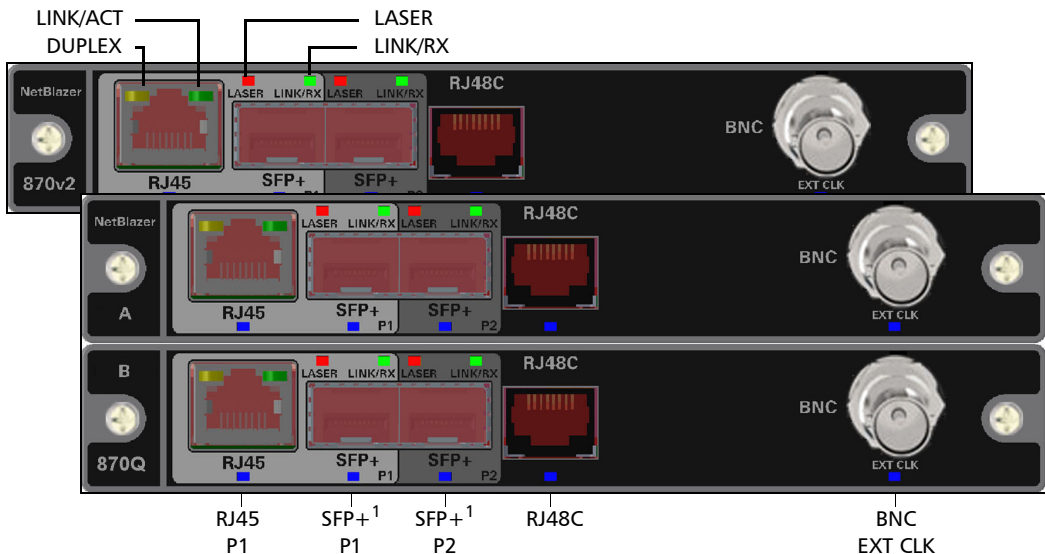 LINK/ACT
DUPLEX
LASER
LINK/RX
NetBlazer
870v2
LASER LINK/RX LASER LINK/RX
RJ48C
BNC
RJ45
SFP+
P1
SFP+
P2
EXT CLK
NetBlazer
A
LASER LINK/RX LASER LINK/RX
RJ48C
BNC
RJ45
SFP+
P1
SFP+
P2
EXT CLK
B
870Q
LASER LINK/RX LASER LINK/RX
RJ48C
BNC
RJ45
SFP+
P1
SFP+
P2
EXT CLK
RJ45
P1
SFP+1
P1
SFP+1
P2
RJ48C
BNC
EXT CLK